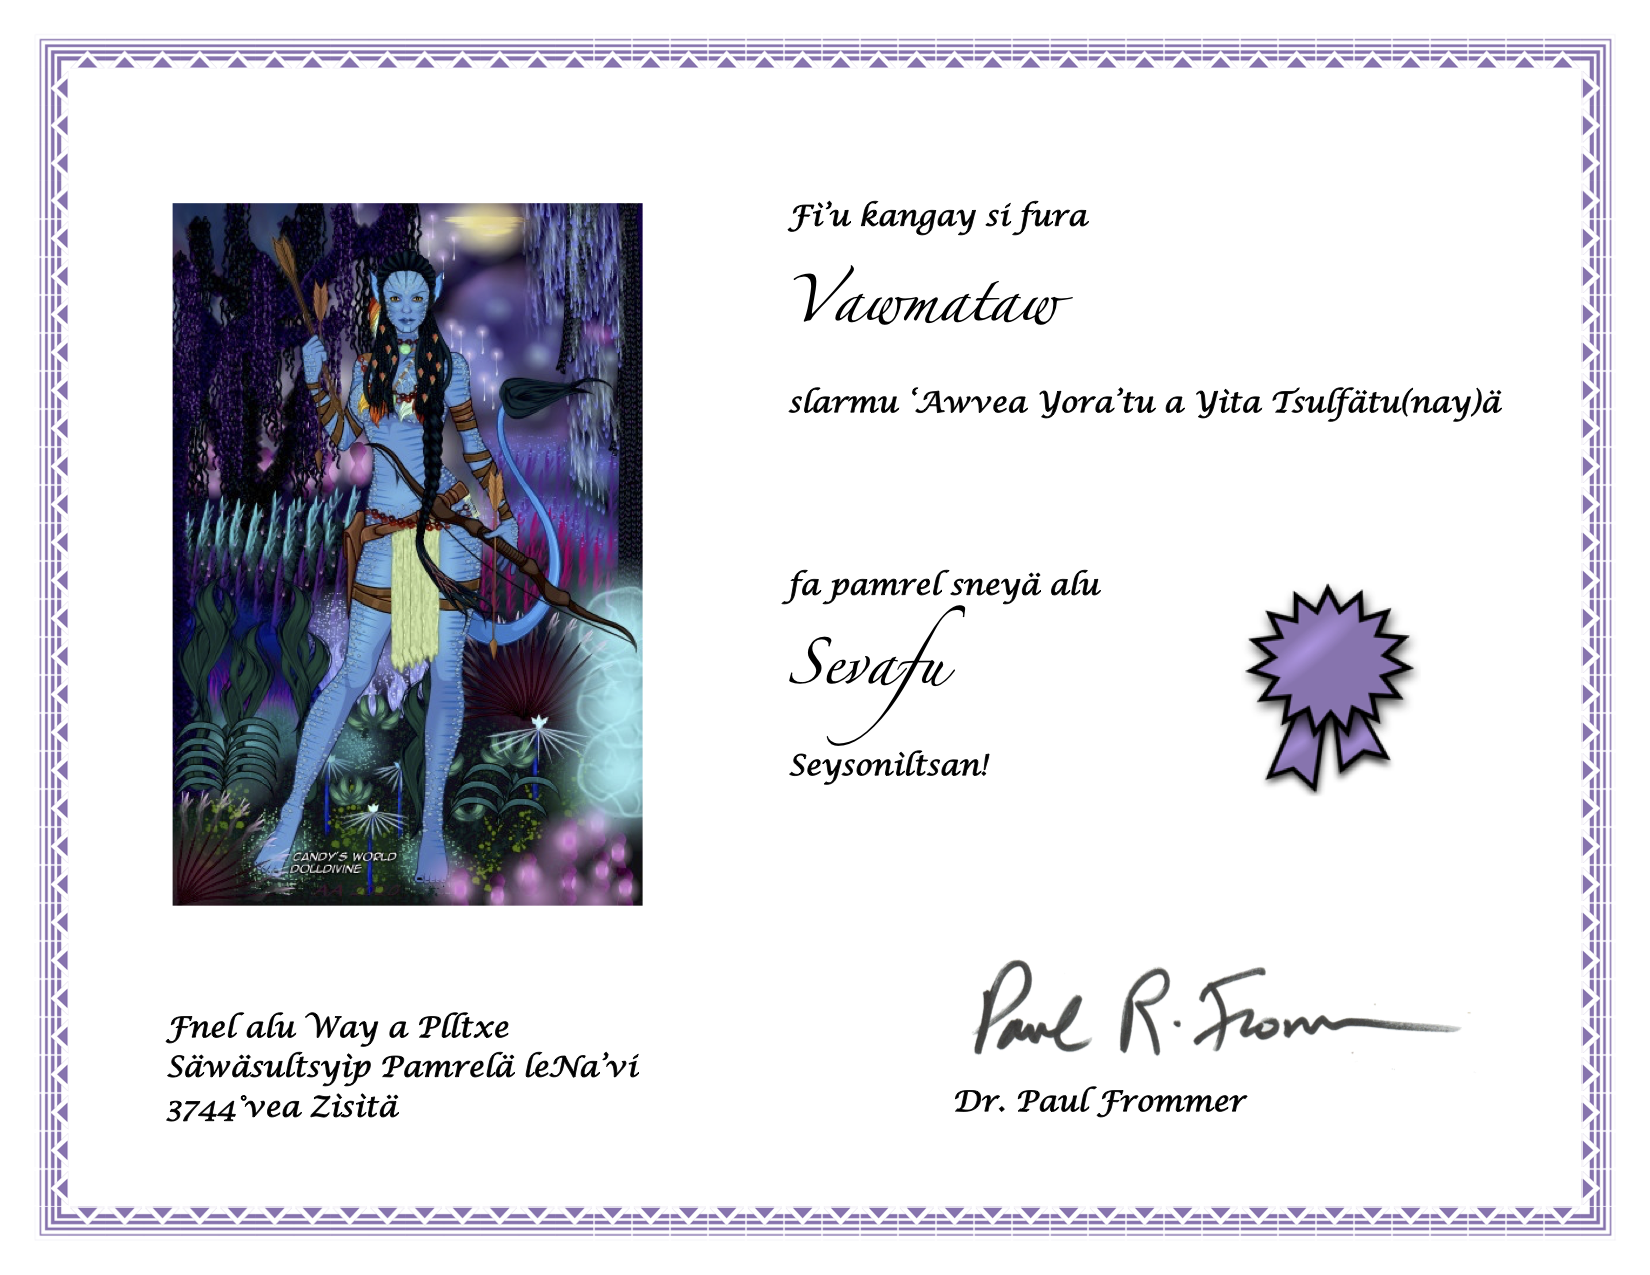 Fì’u kangay si fura
Vawmataw
slarmu ‘Awvea Yora’tu a Yìta Tsulfätu(nay)ä
fa pamrel sneyä alu
Sevafu
Seysonìltsan!
CANDY'S WORLD
DOLLDIVINE
Paul R. Frommer
Fnel alu Way a Plltxe
Säwäsultsyìp Pamrelä leNa’vi
3744°vea Zìsìtä
Dr. Paul Frommer